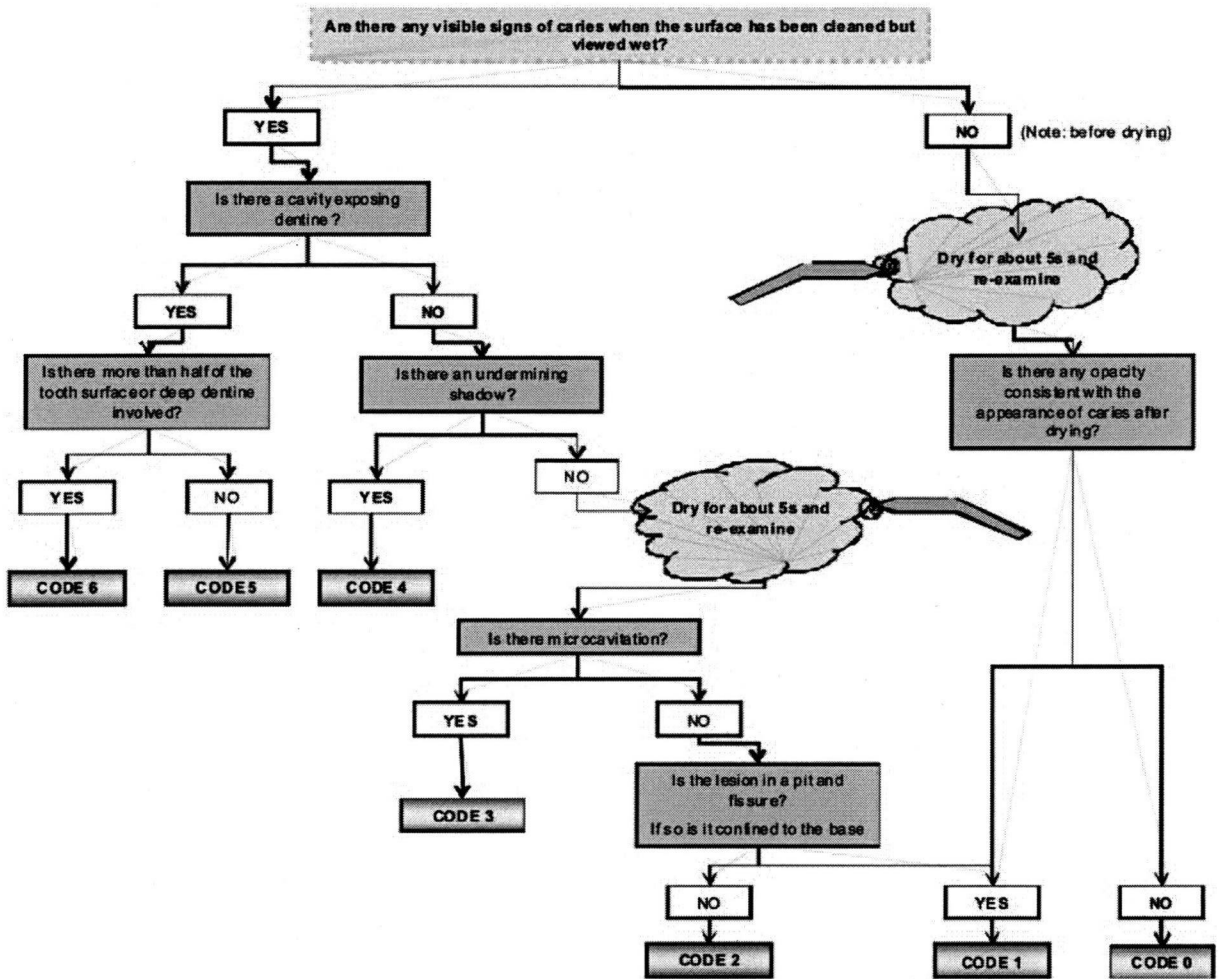 Are there any visible signs of caries when the surface has been cleaned but
viewed wet?
YES
NO
(Note: before drying)
Is there a cavity exposing
dentine?
Dry for about 5s and
re-examine
YES
NO
Is there more than half of the
tooth surface or deep dentine
involved?
Is there an undermining
shadow?
Is there any opacity
consistent with the
appearance of caries after
drying?
YES
NO
YES
NO
Dry for about 5s and
re-examine
CODE 6
CODE 5
CODE 4
Is there microcavitation?
YES
NO
CODE 3
Is the lesion in a pit and
fissure?
If so is it confined to the base
NO
YES
NO
CODE 2
CODE 1
CODE 0